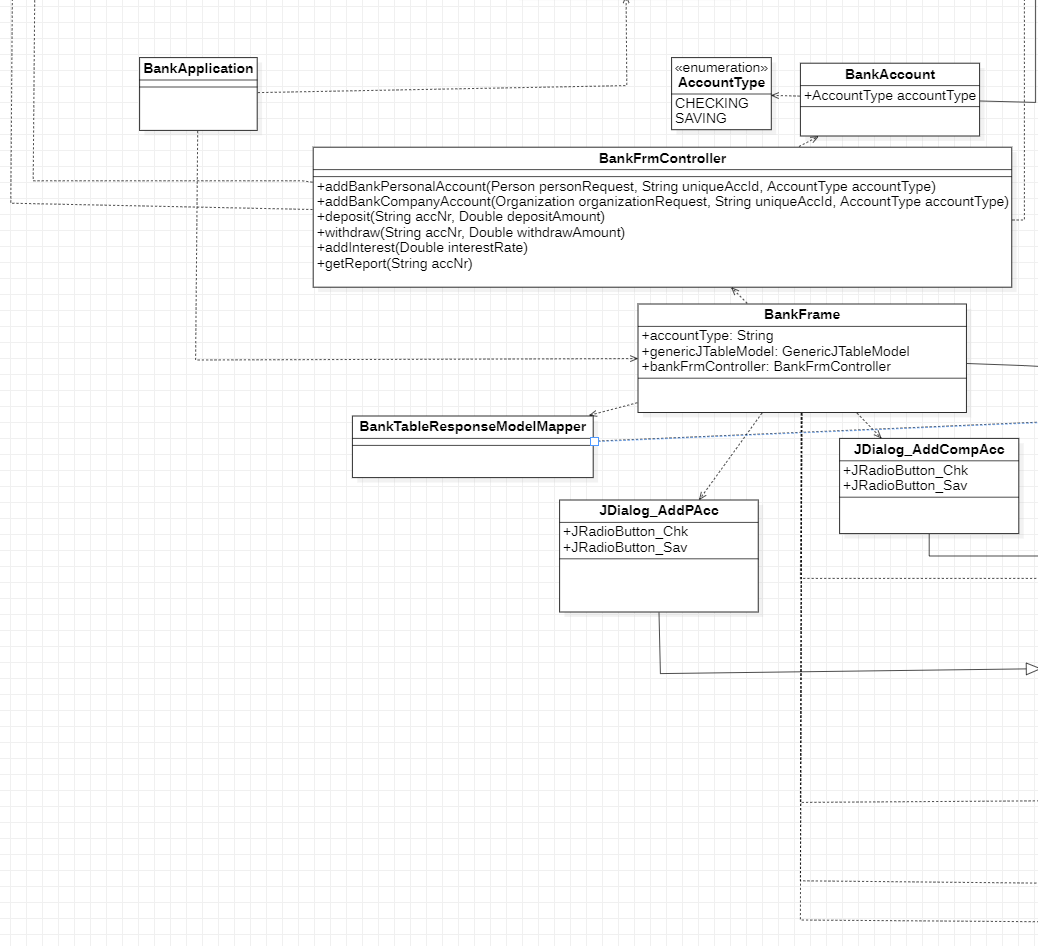 BankApplication
«enumeration»
AccountType
CHECKING
SAVING
BankAccount
+AccountType accountType
BankFrmController
+addBankPersonalAccount(Person personRequest, String uniqueAccId, AccountType accountType)
+addBankCompanyAccount(Organization organizationRequest, String uniqueAccId, AccountType accountType)
+deposit(String accNr, Double depositAmount)
+withdraw(String accNr, Double withdrawAmount)
+addInterest(Double interestRate)
+getReport(String accNr)
BankFrame
+accountType: String
+genericJTableModel: GenericJTableModel
+bankFrmController: BankFrmController
BankTableResponseModelMapper
JDialog_AddCompAcc
+JRadioButton_Chk
+JRadioButton_Sav
JDialog_AddPAcc
+JRadioButton_Chk
+JRadioButton_Sav